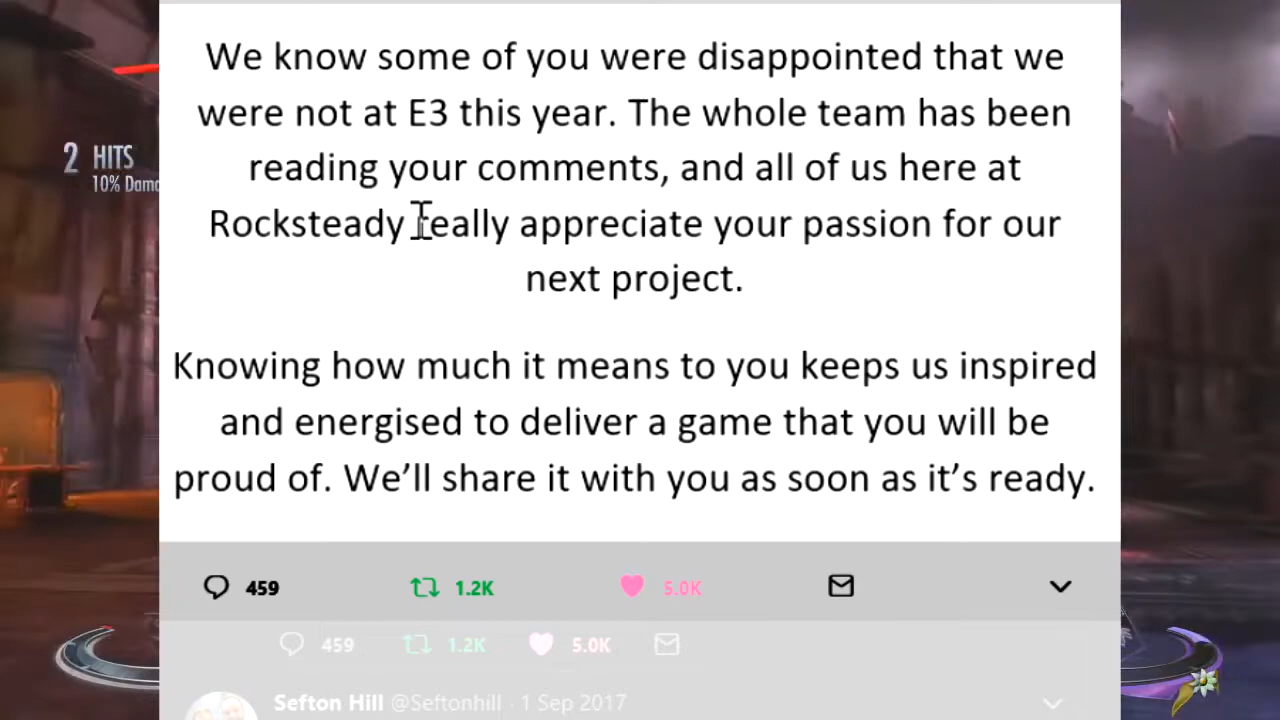 We know some of you were disappointed that we
were not at E3 this year. The whole team has been
2 HITS
10% Dama
reading your comments, and all of us here at
Rocksteady really appreciate your passion for our
next project.
Knowing how much it means to you keeps us inspired
and energised to deliver a game that you will be
proud of. We’ll share it with you as soon as it’s ready.
459 1.2K 5.0K
459 1.2K 5.0K
Sefton Hill @Seftonhill · 1 Sep 2017